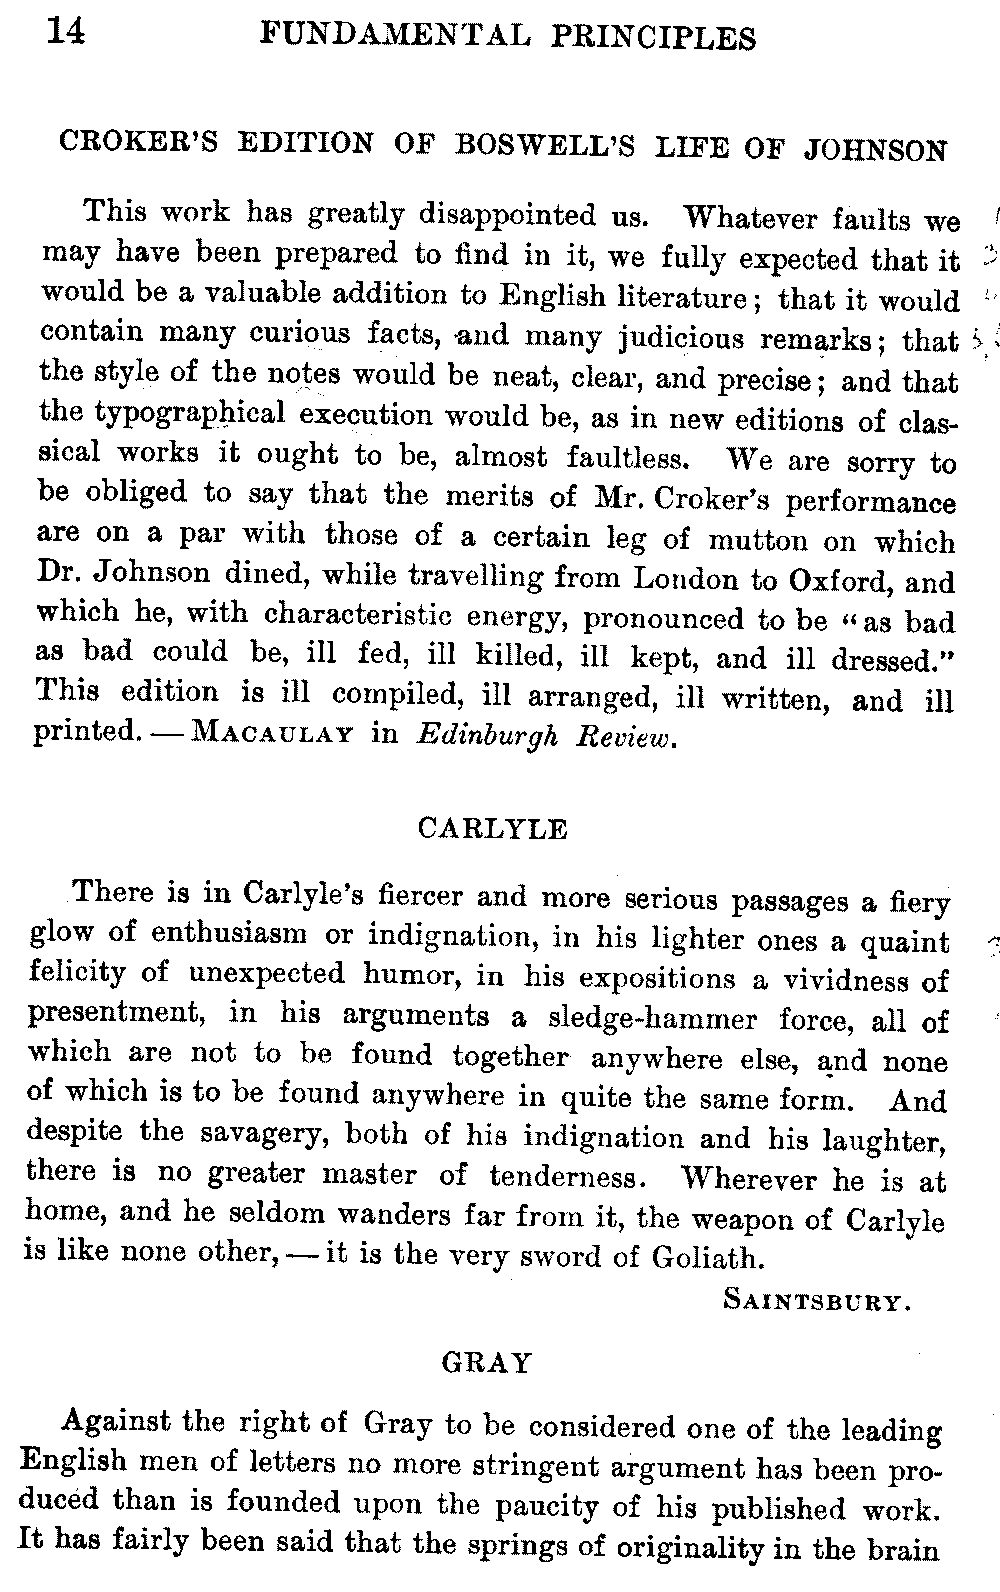 14 FUNDAMENTAL PRINCIPLES
CROKER'S EDITION OF BOSWELL'S LIFE OF JOHNSON
This work has greatly disappointed us. Whatever faults we
may have been prepared to find in it, we fully expected that it
would be a valuable addition to English literature; that it would
contain many curious facts, and many judicious remarks; that
the style of the notes would be neat, clear, and precise; and that
the typographical execution would be, as in new editions of clas-
sical works it ought to be, almost faultless. We are sorry to
be obliged to say that the merits of Mr. Croker's performance
are on a par with those of a certain leg of mutton on which
Dr. Johnson dined, while travelling from London to Oxford, and
which he, with characteristic energy, pronounced to be "as bad
as bad could be, ill fed, ill killed, ill kept, and ill dressed."
This edition is ill compiled, ill arranged, ill written, and ill
printed. — MACAULAY in Edinburgh Review.
CARLYLE
There is in Carlyle's fiercer and more serious passages a fiery
glow of enthusiasm or indignation, in his lighter ones a quaint
felicity of unexpected humor, in his expositions a vividness of
presentment, in his arguments a sledge-hammer force, all of
which are not to be found together anywhere else, and none
of which is to be found anywhere in quite the same form. And
despite the savagery, both of his indignation and his laughter,
there is no greater master of tenderness. Wherever he is at
home, and he seldom wanders far from it, the weapon of Carlyle
is like none other, — it is the very sword of Goliath.
SAINTSBURY.
GRAY
Against the right of Gray to be considered one of the leading
English men of letters no more stringent argument has been pro-
duced than is founded upon the paucity of his published work.
It has fairly been said that the springs of originality in the brain